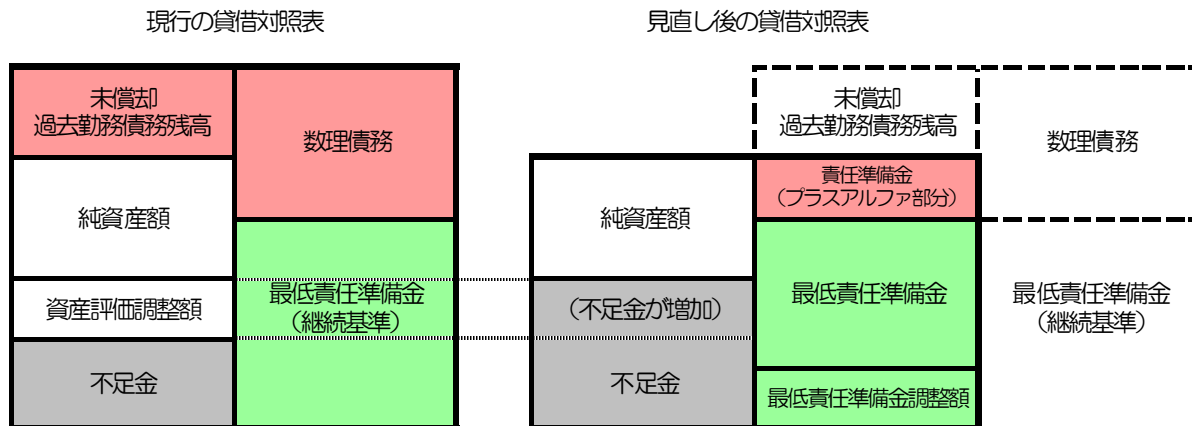 現行の貸借対照表
未償却
過去勤務債務残高
数理債務
純資産額
資産評価調整額
最低責任準備金
（継続基準）
不足金
見直し後の貸借対照表
未償却
過去勤務債務残高
数理債務
純資産額
責任準備金
（プラスアルファ部分）
（不足金が増加）
最低責任準備金
最低責任準備金
（継続基準）
不足金
最低責任準備金調整額